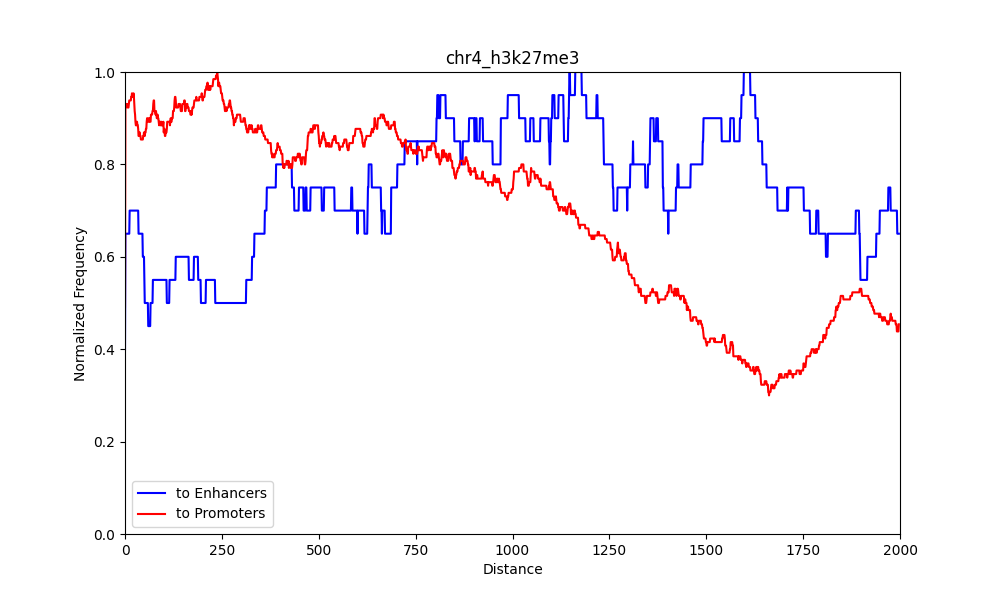 chr4_h3k27me3
1.0
0.8
0.6
0.4
0.2
0.0
Normalized Frequency
to Enhancers
to Promoters
0 250 500 750 1000 1250 1500 1750 2000
Distance